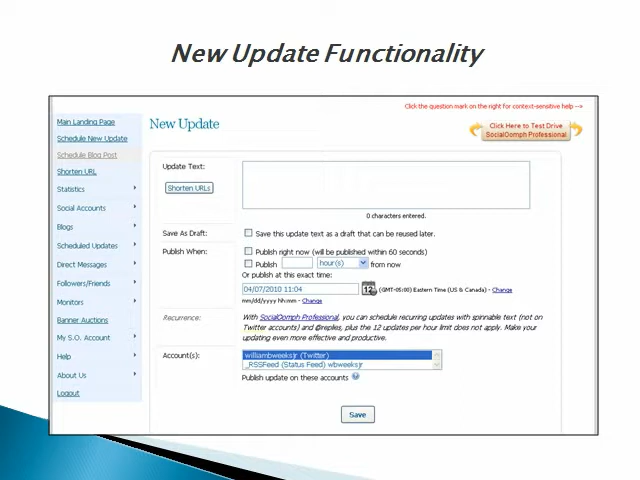 New Update Functionality
Click the question mark on the right for context-sensitive help -->
Main Landing Page
New Update
Click Here to Test Drive
SocialOomph Professional
Schedule New Update
Schedule Blog Post
Shorten URL
Statistics
Social Accounts
Blogs
Scheduled Updates
Direct Messages
Followers/Friends
Monitors
Banner Auctions
My S.O. Account
Help
About Us
Logout
Update Text:
Shorten URLs
0 characters entered.
Save As Draft:
Save this update text as a draft that can be reused later.
Publish When:
Publish right now (will be published within 60 seconds)
Publish hour(s) from now
Or publish at this exact time:
04/07/2010 11:04 12 (GMT-05:00) Eastern Time (US & Canada) - Change
mm/dd/yyyy hh:mm - Change
Recurrence:
With SocialOomph Professional, you can schedule recurring updates with spinnable text (not on
Twitter accounts) and @replies, plus the 12 updates per hour limit does not apply. Make your
updating even more effective and productive.
Account(s):
williambweeksjr (Twitter)
_RSSFeed (Status Feed) wbweeksjr
Publish update on these accounts ?
Save